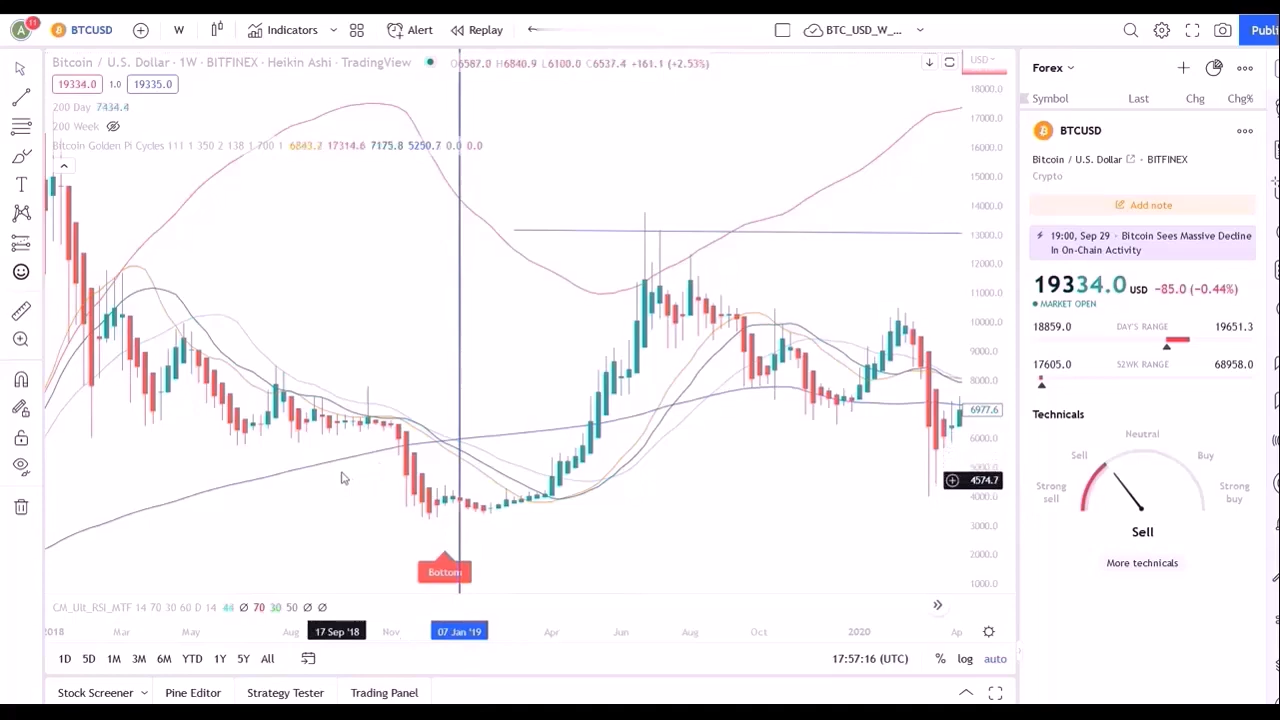 A 11 BTCUSD W Indicators Alert Replay BTC_USD_W_... Publi
Bitcoin / U.S. Dollar · 1W · BITFINEX · Heikin Ashi · TradingView O6587.0 H6840.9 L6100.0 C6537.4 +161.1 (+2.53%)
19334.0 1.0 19335.0
200 Day 7434.4
200 Week
Bitcoin Golden Pi Cycles 111 1 350 2 138 1 700 1 6843.2 17314.6 7175.8 5250.7 0.0 0.0
USD
18000.0
17000.0
16000.0
15000.0
14000.0
13000.0
12000.0
11000.0
10000.0
9000.0
8000.0
6977.6
6000.0
5000.0
4574.7
4000.0
2000.0
1000.0
Bottom
CM_Ult_RSI_MTF 14 70 30 60 D 14 44 Ø 70 30 50 Ø Ø
2018 Mar May Aug 17 Sep '18 Nov 07 Jan '19 Apr Jun Aug Oct 2020 Ap
1D 5D 1M 3M 6M YTD 1Y 5Y All 17:57:16 (UTC) % log auto
Stock Screener Pine Editor Strategy Tester Trading Panel
Forex
Symbol Last Chg Chg%
BTCUSD
Bitcoin / U.S. Dollar · BITFINEX
Crypto
Add note
19:00, Sep 29 · Bitcoin Sees Massive Decline
In On-Chain Activity
19334.0 USD −85.0 (−0.44%)
MARKET OPEN
18859.0 DAY'S RANGE 19651.3
17605.0 52WK RANGE 68958.0
Technicals
Neutral
Sell Buy
Strong sell Strong buy
Sell
More technicals